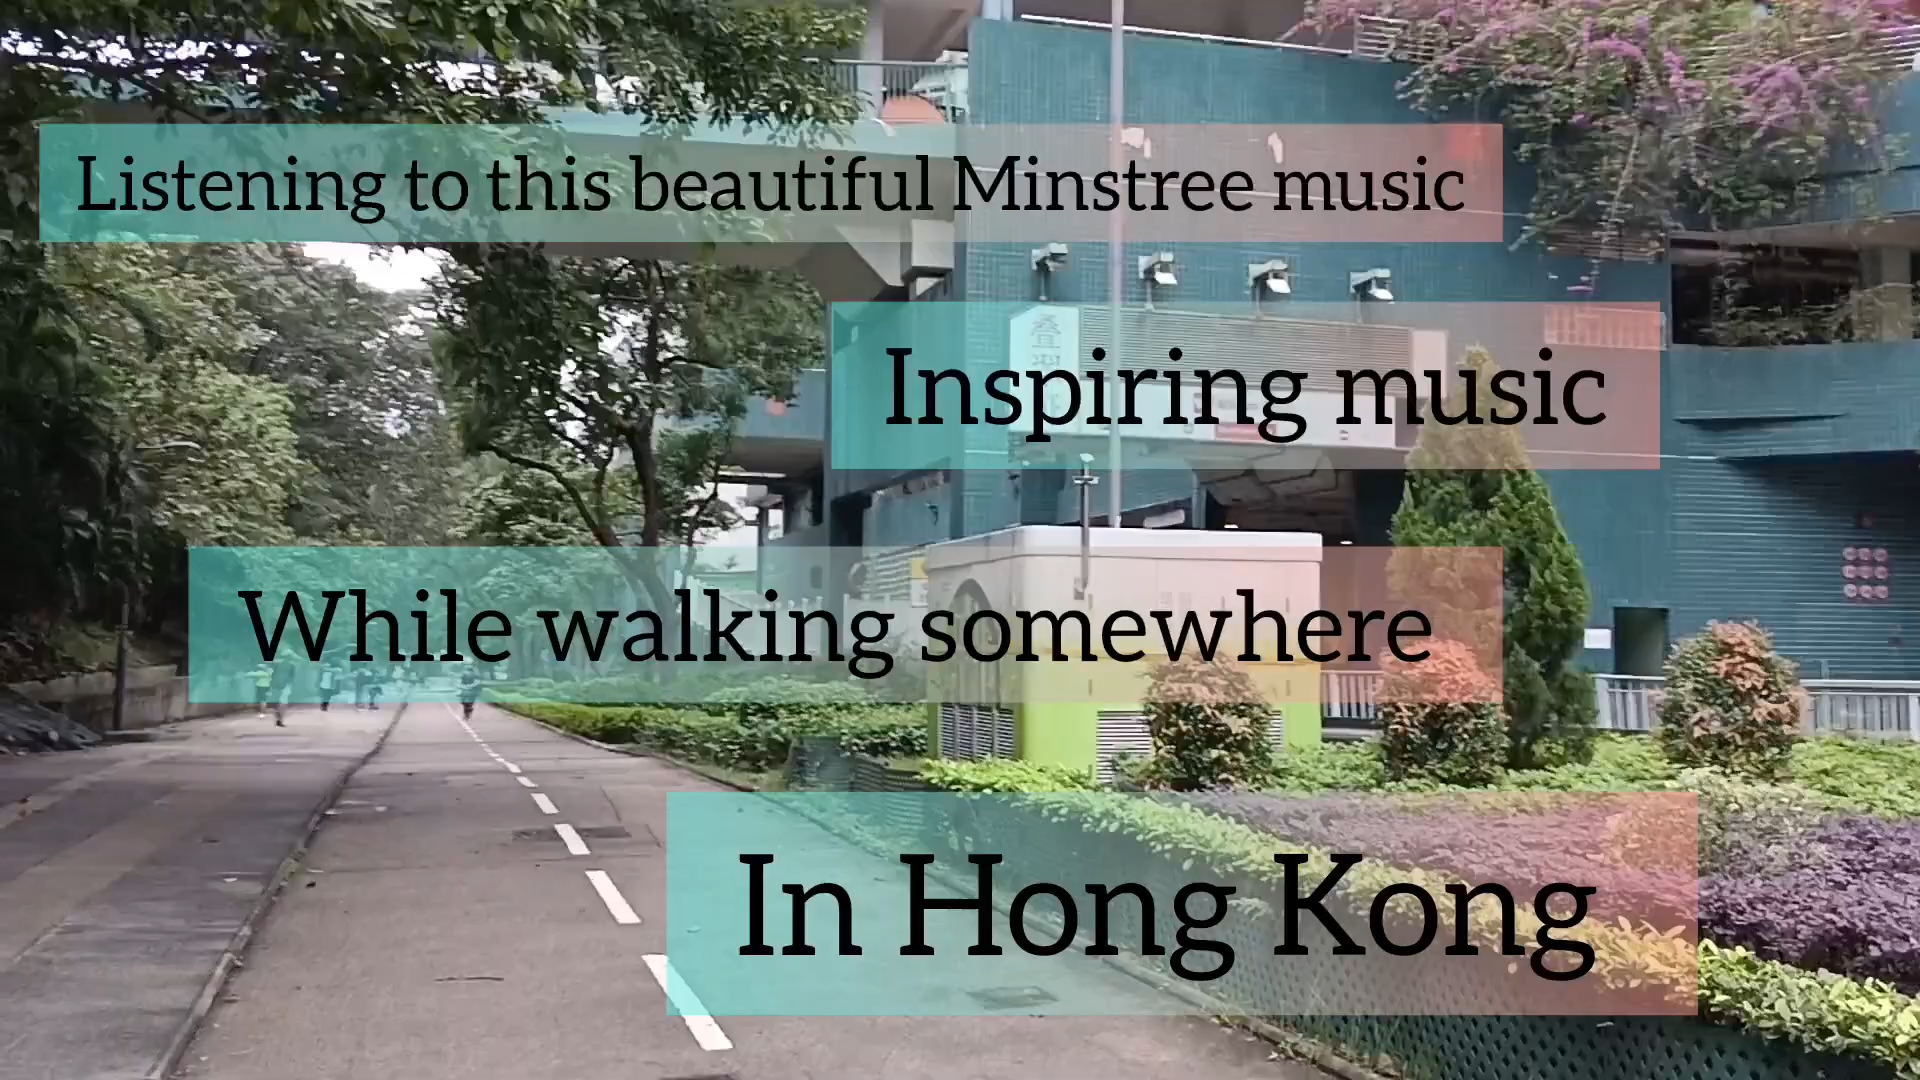 Listening to this beautiful Minstree music
Inspiring music
While walking somewhere
In Hong Kong